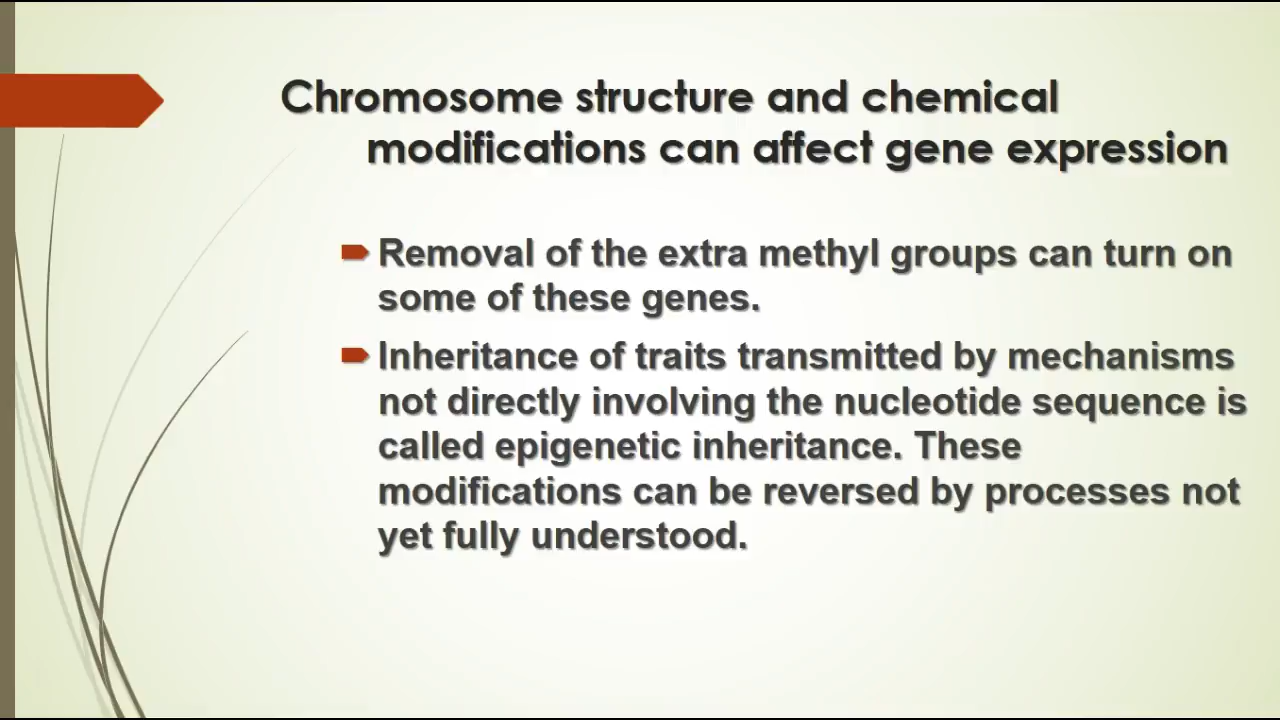 Chromosome structure and chemical
modifications can affect gene expression
Removal of the extra methyl groups can turn on
some of these genes.
Inheritance of traits transmitted by mechanisms
not directly involving the nucleotide sequence is
called epigenetic inheritance. These
modifications can be reversed by processes not
yet fully understood.